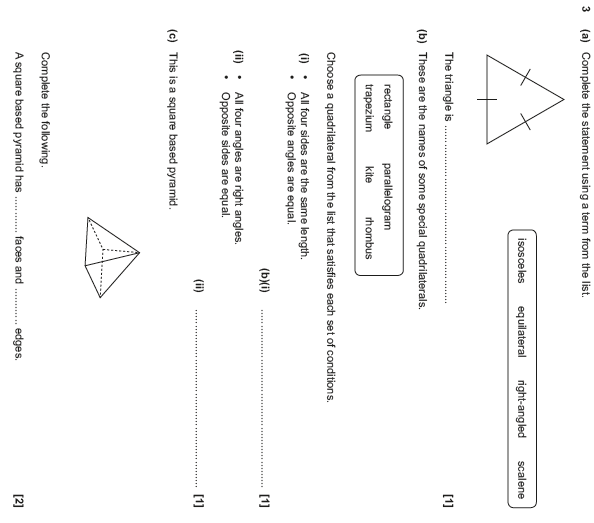 3 (a) Complete the statement using a term from the list.
isosceles equilateral right-angled scalene
The triangle is ................................................ [1]
(b) These are the names of some special quadrilaterals.
rectangle parallelogram
trapezium kite rhombus
Choose a quadrilateral from the list that satisfies each set of conditions.
(i) • All four sides are the same length.
• Opposite angles are equal.
(b)(i) ................................................ [1]
(ii) • All four angles are right angles.
• Opposite sides are equal.
(ii) ................................................ [1]
(c) This is a square based pyramid.
Complete the following.
A square based pyramid has ............ faces and ............ edges. [2]